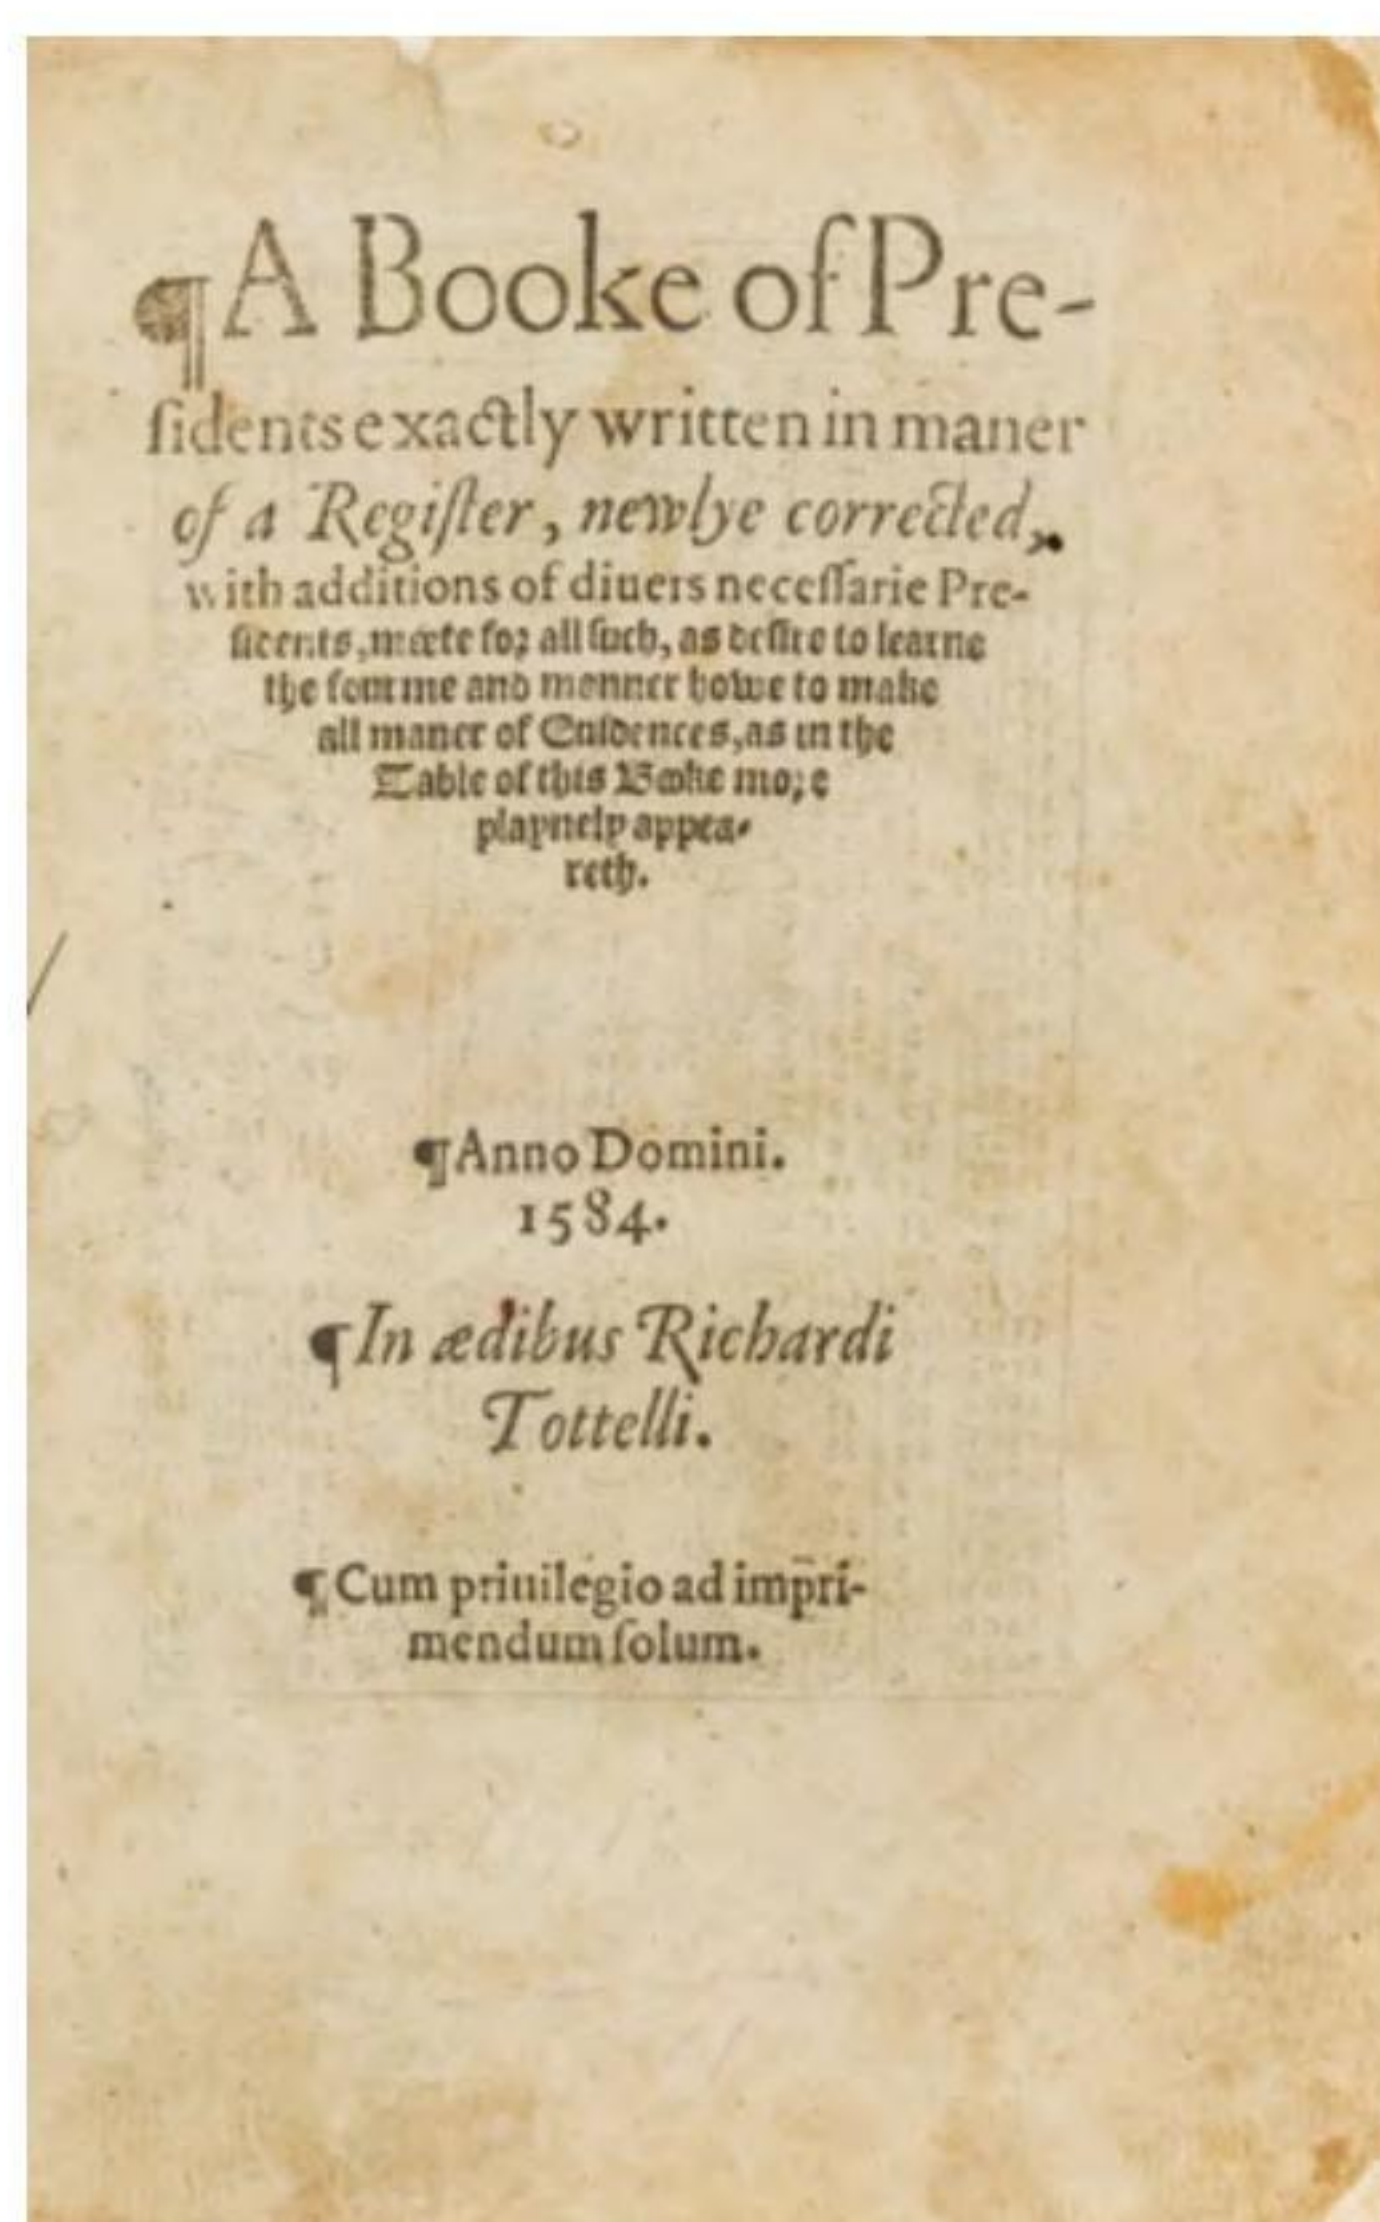 ¶A Booke of Pre-
ſidents exactly written in maner
of a Regiſter, newlye corrected,
with additions of diuers neceſſarie Pre-
ſidents, meete foꝛ all ſuch, as deſire to learne
the fourme and manner howe to make
all maner of Euidences, as in the
Table of this Booke moꝛe
playnely appea-
reth.
¶Anno Domini.
1584.
¶In ædibus Richardi
Tottelli.
¶Cum priuilegio ad impri-
mendum ſolum.